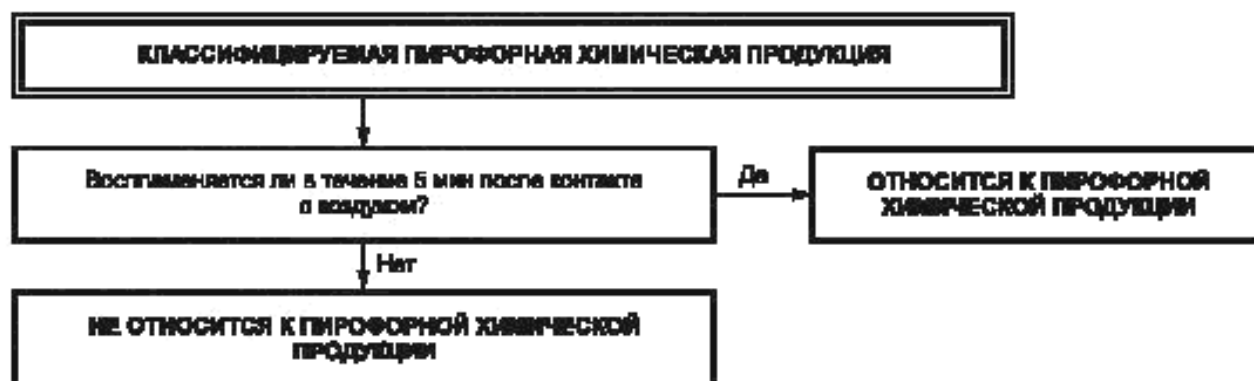 КЛАССИФИЦИРУЕМАЯ ПИРОФОРНАЯ ХИМИЧЕСКАЯ ПРОДУКЦИЯ
Воспламеняется ли в течение 5 мин после контакта
с воздухом?
Да
ОТНОСИТСЯ К ПИРОФОРНОЙ
ХИМИЧЕСКОЙ ПРОДУКЦИИ
Нет
НЕ ОТНОСИТСЯ К ПИРОФОРНОЙ ХИМИЧЕСКОЙ
ПРОДУКЦИИ